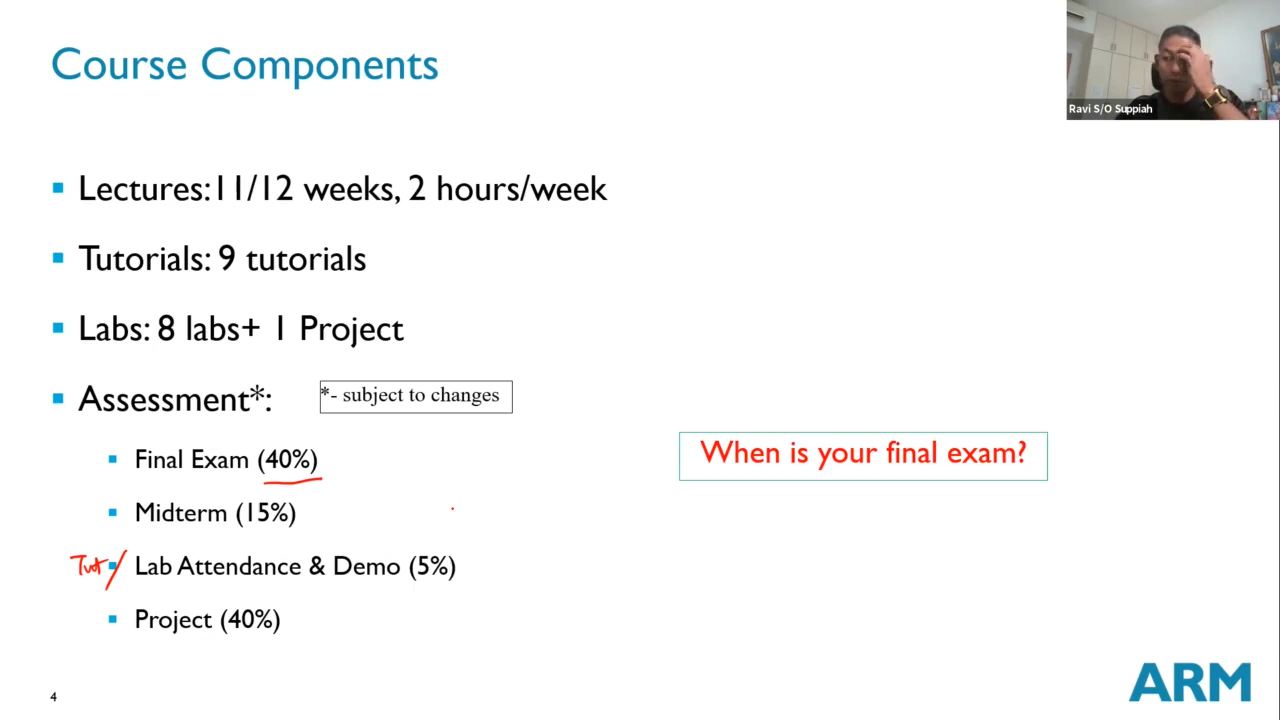 Course Components
Ravi S/O Suppiah
Lectures: 11/12 weeks, 2 hours/week
Tutorials: 9 tutorials
Labs: 8 labs+ 1 Project
Assessment*:
*- subject to changes
Final Exam (40%)
When is your final exam?
Midterm (15%)
Tut/ Lab Attendance & Demo (5%)
Project (40%)
4
ARM